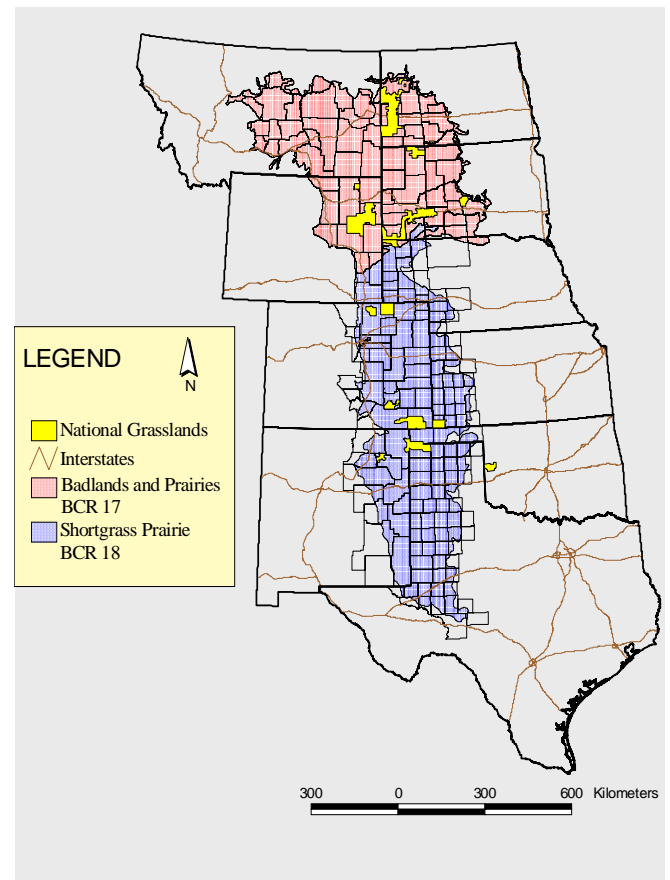 LEGEND
N
National Grasslands
Interstates
Badlands and Prairies
BCR 17
Shortgrass Prairie
BCR 18
300 0 300 600 Kilometers